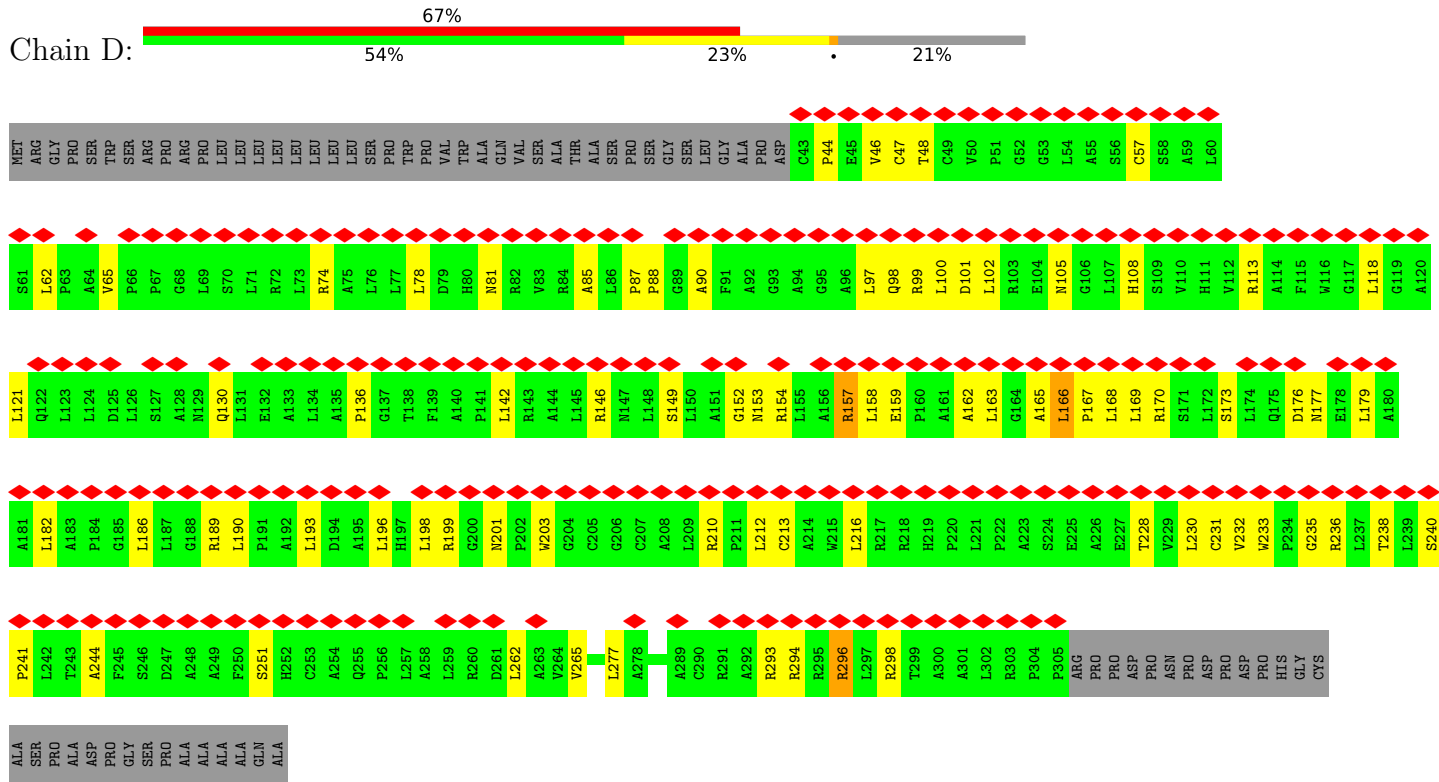 67%
Chain D:
54% 23% • 21%
MET ARG GLY PRO SER TRP SER ARG PRO ARG PRO LEU LEU LEU LEU LEU LEU LEU LEU LEU SER PRO TRP PRO VAL TRP ALA GLN VAL SER ALA THR ALA SER PRO SER GLY SER LEU GLY ALA PRO ASP C43 P44 E45 V46 C47 T48 C49 V50 P51 G52 G53 L54 A55 S56 C57 S58 A59 L60
S61 L62 P63 A64 V65 P66 P67 G68 L69 S70 L71 R72 L73 R74 A75 L76 L77 L78 D79 H80 N81 R82 V83 R84 A85 L86 P87 P88 G89 A90 F91 A92 G93 A94 G95 A96 L97 Q98 R99 L100 D101 L102 R103 E104 N105 G106 L107 H108 S109 V110 H111 V112 R113 A114 F115 W116 G117 L118 G119 A120
L121 Q122 L123 L124 D125 L126 S127 A128 N129 Q130 L131 E132 A133 L134 A135 P136 G137 T138 F139 A140 P141 L142 R143 A144 L145 R146 N147 L148 S149 L150 A151 G152 N153 R154 L155 A156 R157 L158 E159 P160 A161 A162 L163 G164 A165 L166 P167 L168 L169 R170 S171 L172 S173 L174 Q175 D176 N177 E178 L179 A180
A181 L182 A183 P184 G185 L186 L187 G188 R189 L190 P191 A192 L193 D194 A195 L196 H197 L198 R199 G200 N201 P202 W203 G204 C205 G206 C207 A208 L209 R210 P211 L212 C213 A214 W215 L216 R217 R218 H219 P220 L221 P222 A223 S224 E225 A226 E227 T228 V229 L230 C231 V232 W233 P234 G235 R236 L237 T238 L239 S240
P241 L242 T243 A244 F245 S246 D247 A248 A249 F250 S251 H252 C253 A254 Q255 P256 L257 A258 L259 R260 D261 L262 A263 V264 V265 L277 A278 A289 C290 R291 A292 R293 R294 R295 R296 L297 R298 T299 A300 A301 L302 R303 P304 P305 ARG PRO PRO ASP PRO ASN PRO ASP PRO ASP PRO HIS GLY CYS
ALA SER PRO ALA ASP PRO GLY SER PRO ALA ALA ALA ALA GLN ALA